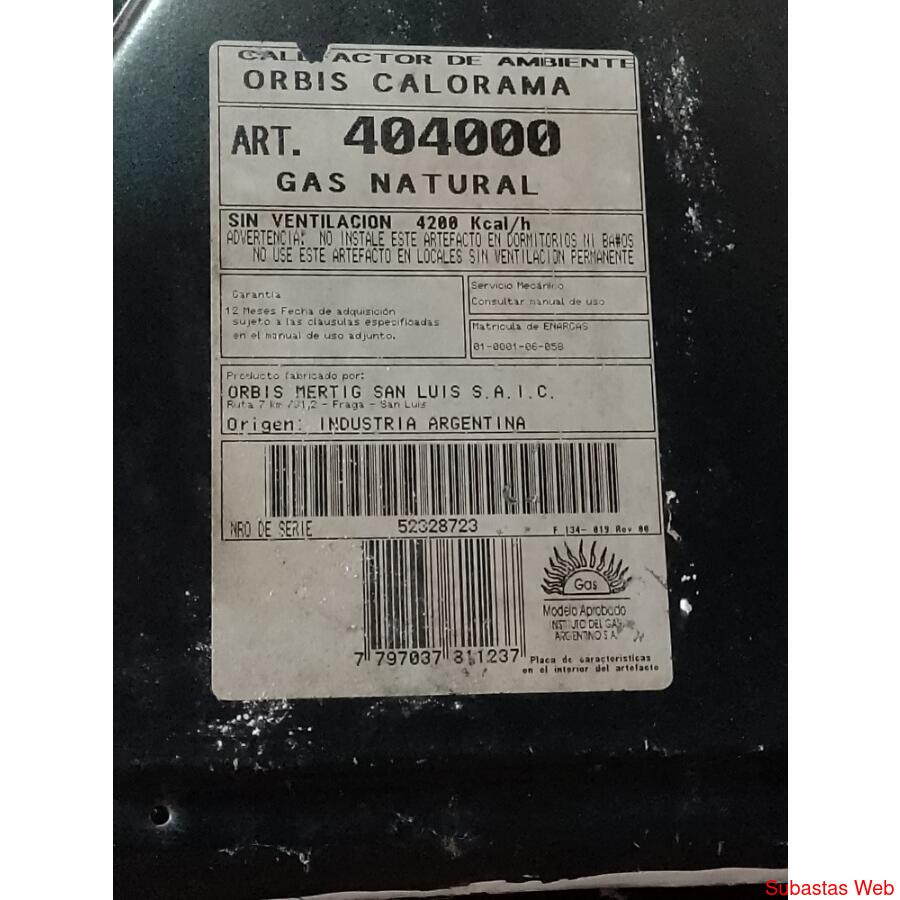 CALEFACTOR DE AMBIENTE
ORBIS CALORAMA
ART. 404000
GAS NATURAL
SIN VENTILACION 4200 Kcal/h
ADVERTENCIA: NO INSTALE ESTE ARTEFACTO EN DORMITORIOS NI BA#OS
NO USE ESTE ARTEFACTO EN LOCALES SIN VENTILACION PERMANENTE
Garantía
12 Meses Fecha de adquisición
sujeto a las clausulas especificadas
en el manual de uso adjunto.
Servicio Mecánico
Consultar manual de uso
Matricula de ENARGAS
01-0001-06-058
Producto fabricado por:
ORBIS MERTIG SAN LUIS S.A.I.C.
Ruta 7 km 791,2 - Fraga - San Luis
Origen: INDUSTRIA ARGENTINA
NRO DE SERIE 52328723 F 134- 019 Rev 00
7 797037 811237
Gas
Modelo Aprobado
INSTITUTO DEL GAS
ARGENTINO S.A.
Placa de características
en el interior del artefacto
Subastas Web